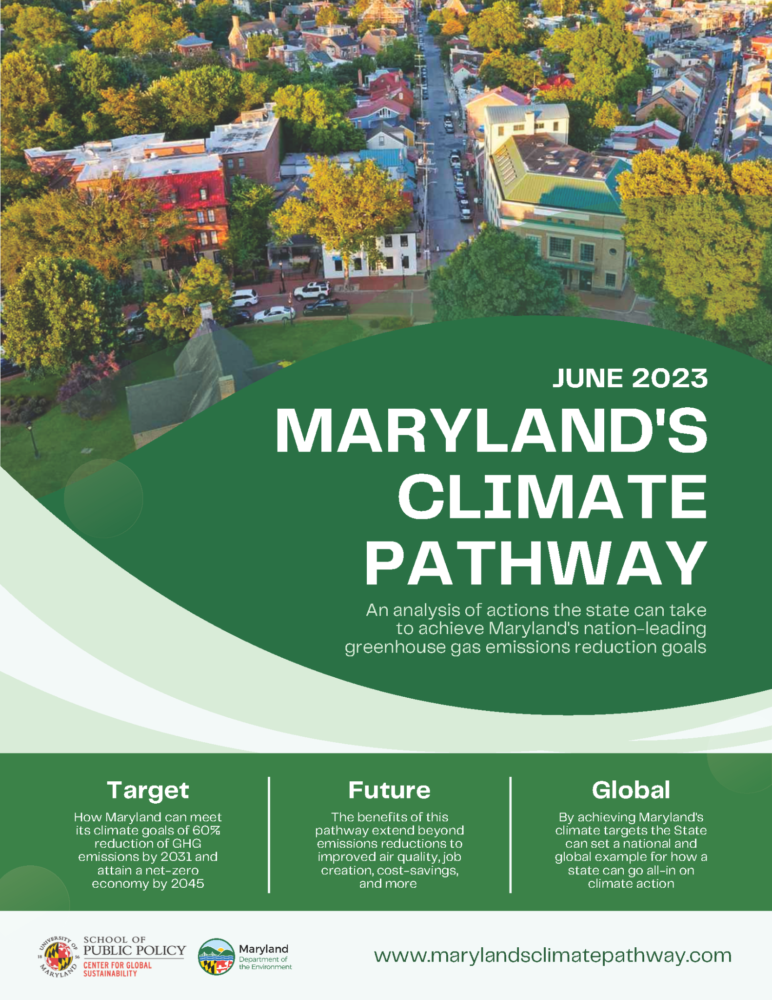 JUNE 2023
MARYLAND'S
CLIMATE
PATHWAY
An analysis of actions the state can take
to achieve Maryland's nation-leading
greenhouse gas emissions reduction goals
Target
How Maryland can meet
its climate goals of 60%
reduction of GHG
emissions by 2031 and
attain a net-zero
economy by 2045
Future
The benefits of this
pathway extend beyond
emissions reductions to
improved air quality, job
creation, cost-savings,
and more
Global
By achieving Maryland's
climate targets the State
can set a national and
global example for how a
state can go all-in on
climate action
UNIVERSITY OF
18 56
MARYLAND
SCHOOL OF
PUBLIC POLICY
CENTER FOR GLOBAL
SUSTAINABILITY
Maryland
Department of
the Environment
www.marylandsclimatepathway.com